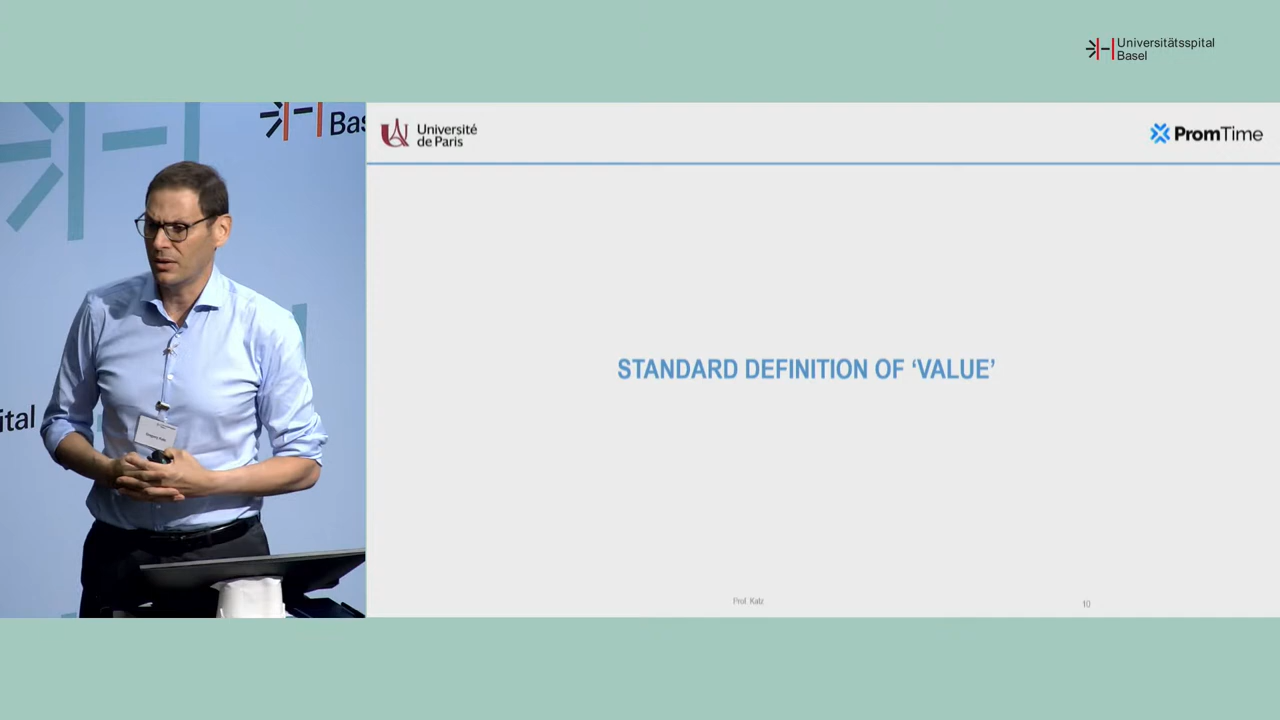 Universitätsspital
Basel
Bas
Université
de Paris
PromTime
STANDARD DEFINITION OF ‘VALUE’
ital
Prof. Katz
10